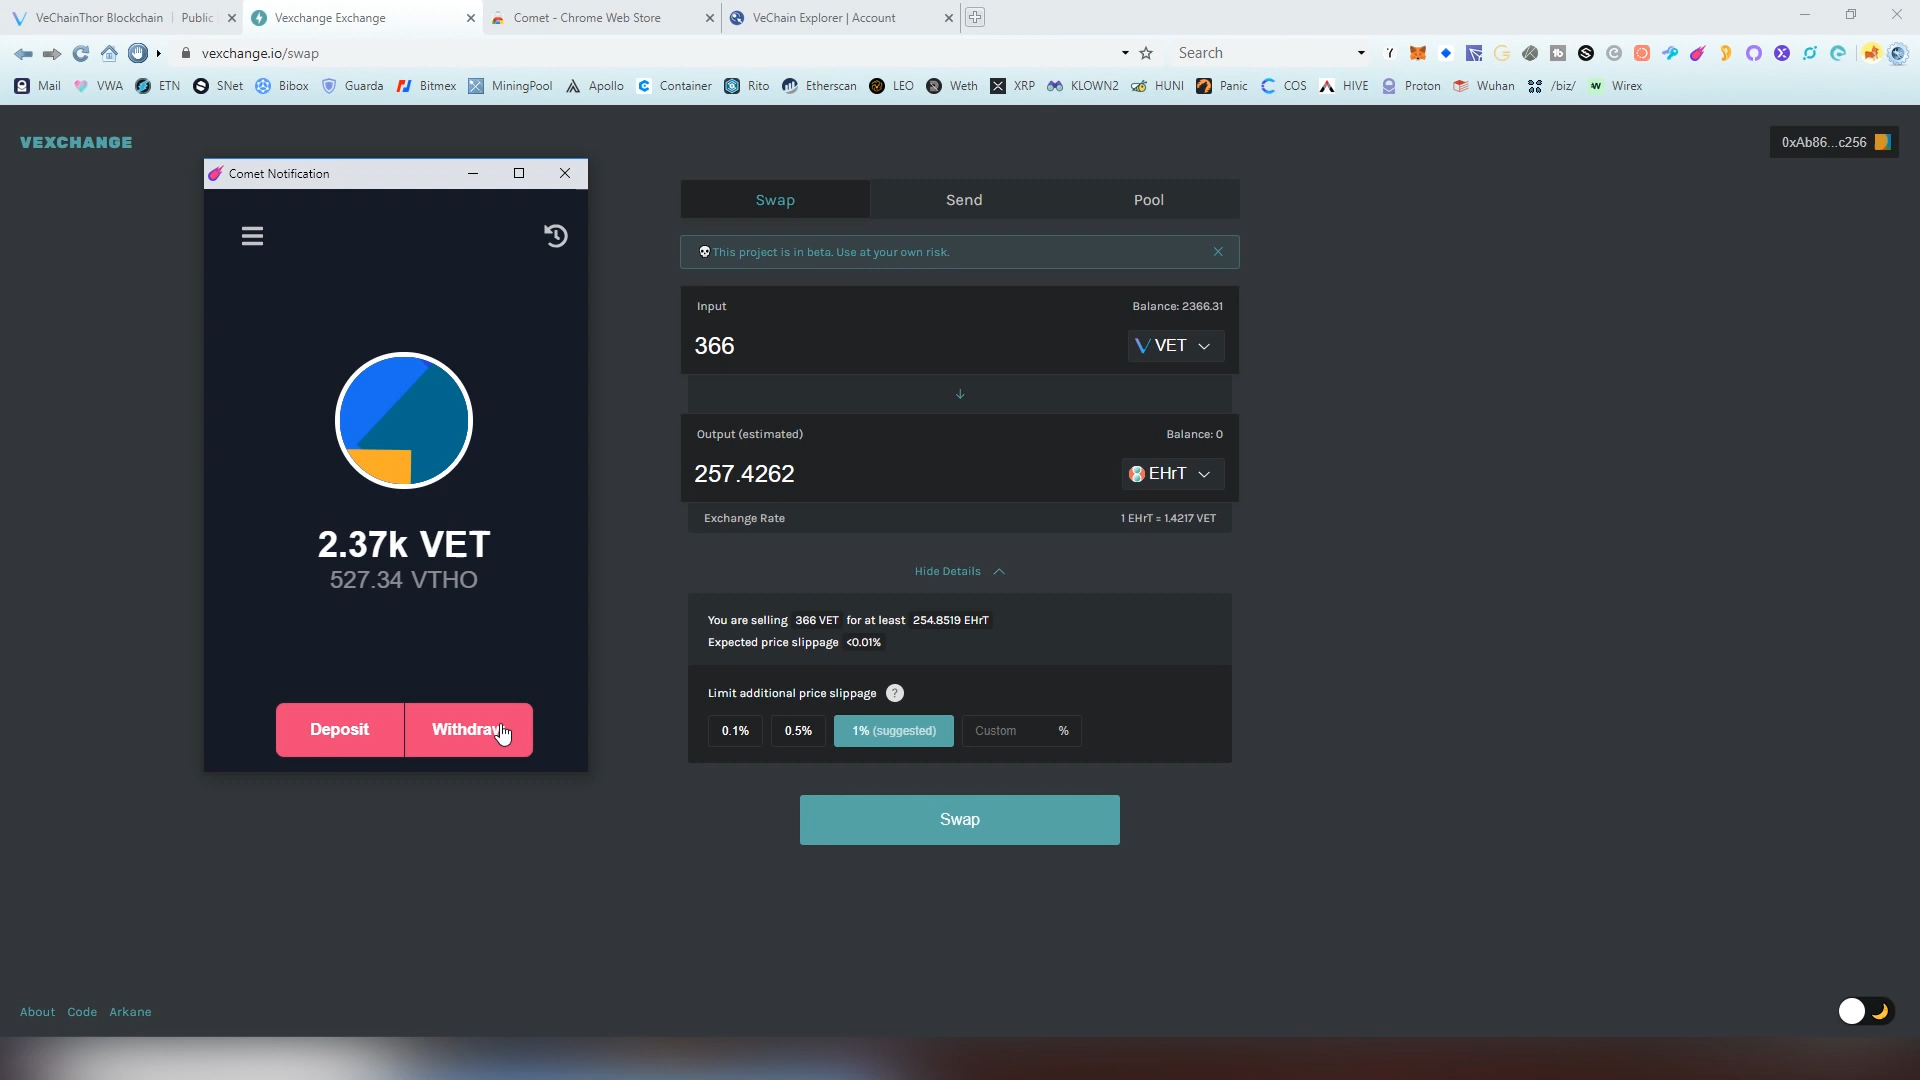 VeChainThor Blockchain | Public
Vexchange Exchange
Comet - Chrome Web Store
VeChain Explorer | Account
vexchange.io/swap
Search
Mail VWA ETN SNet Bibox Guarda Bitmex MiningPool Apollo Container Rito Etherscan LEO Weth XRP KLOWN2 HUNI Panic COS HIVE Proton Wuhan /biz/ Wirex
VEXCHANGE
0xAb86...c256
Comet Notification
2.37k VET
527.34 VTHO
Deposit
Swap Send Pool
💀This project is in beta. Use at your own risk.
Input
Balance: 2366.31
366
VET
Output (estimated)
Balance: 0
257.4262
EHrT
Exchange Rate
1 EHrT = 1.4217 VET
Hide Details
You are selling 366 VET for at least 254.8519 EHrT
Expected price slippage <0.01%
Limit additional price slippage ?
0.1% 0.5% 1% (suggested) Custom %
Swap
About Code Arkane